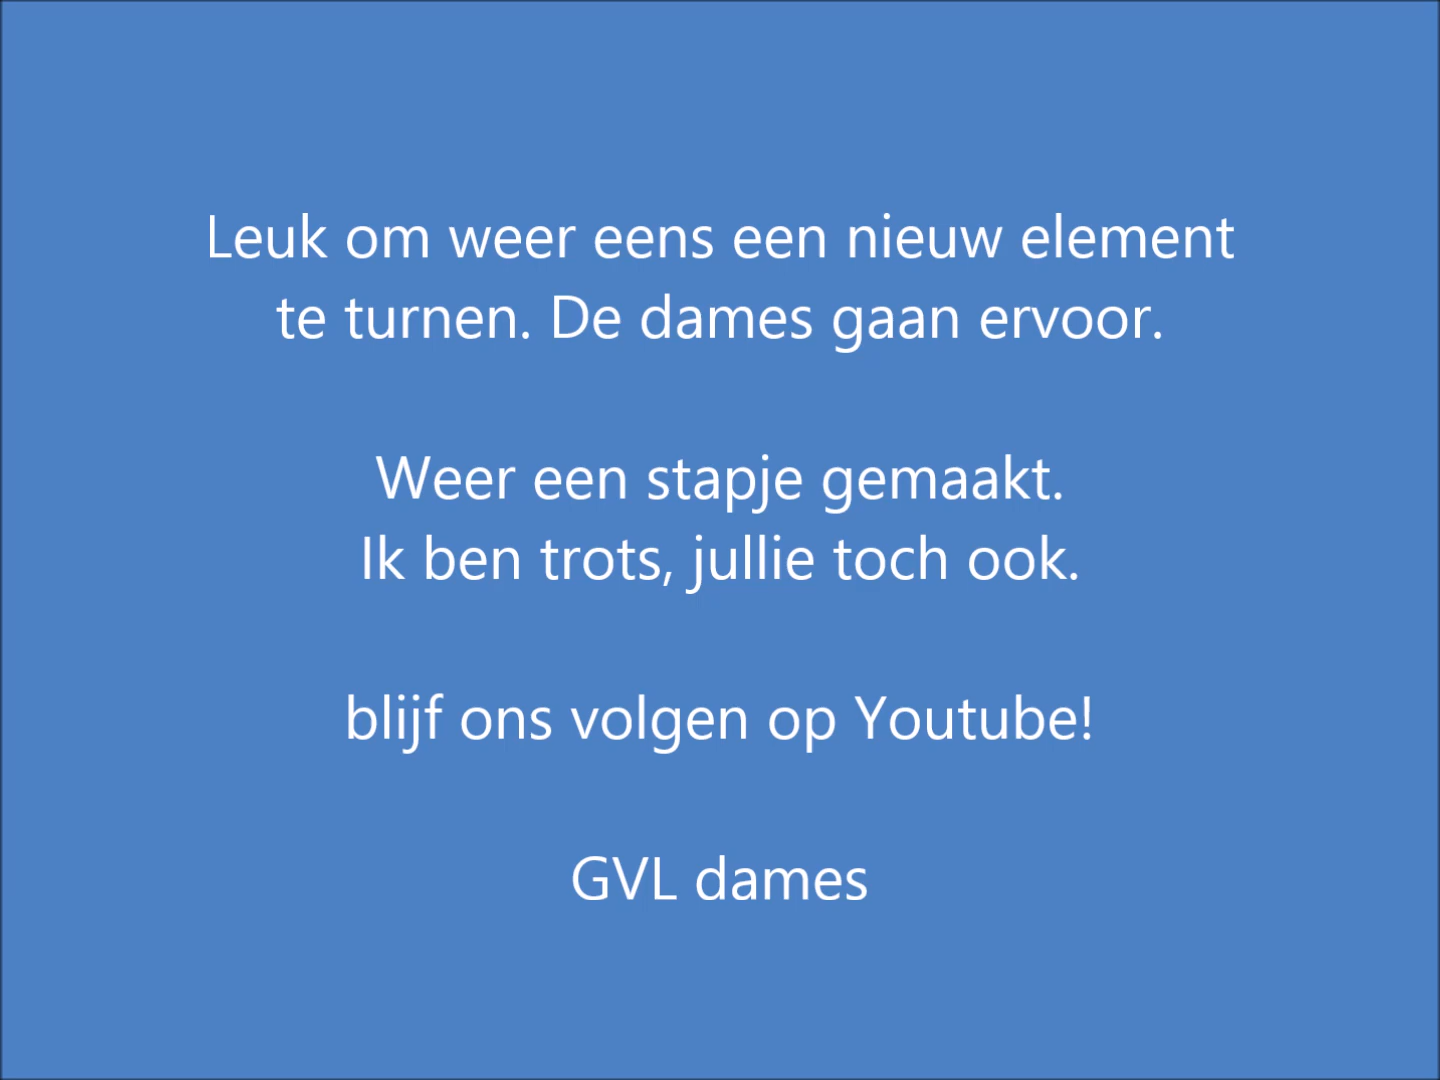 Leuk om weer eens een nieuw element
te turnen. De dames gaan ervoor.
Weer een stapje gemaakt.
Ik ben trots, jullie toch ook.
blijf ons volgen op Youtube!
GVL dames